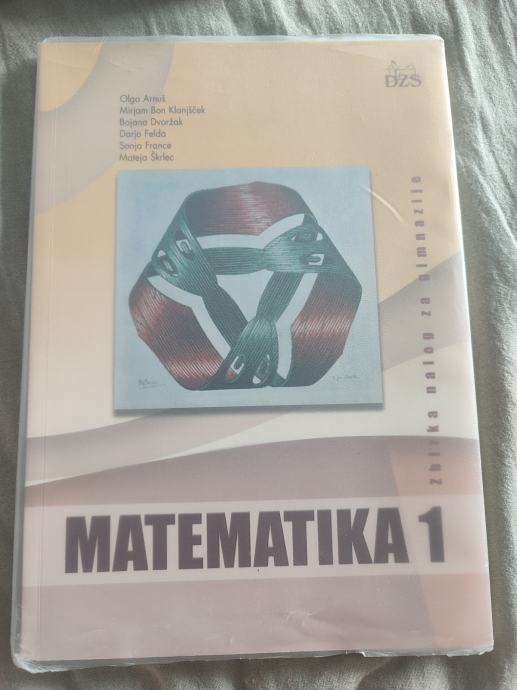 DZS
Olga Arnuš
Mirjam Bon Klanjšček
Bojana Dvoržak
Darjo Felda
Sonja France
Mateja Škrlec
zbirka nalog za gimnazije
MATEMATIKA 1